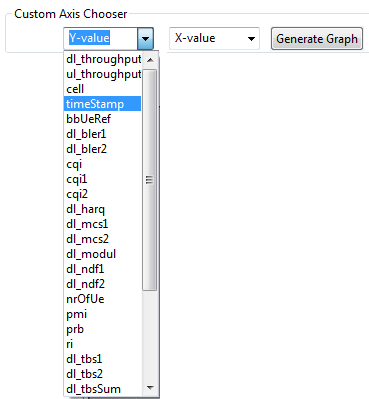 Custom Axis Chooser
Y-value X-value Generate Graph
dl_throughput
ul_throughput
cell
timeStamp
bbUeRef
dl_bler1
dl_bler2
cqi
cqi1
cqi2
dl_harq
dl_mcs1
dl_mcs2
dl_modul
dl_ndf1
dl_ndf2
nrOfUe
pmi
prb
ri
dl_tbs1
dl_tbs2
dl_tbsSum